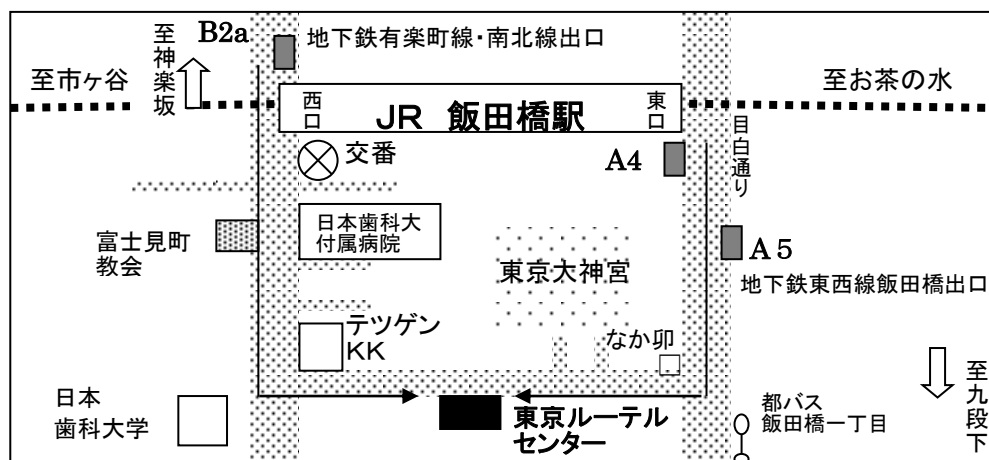 至神楽坂
B2a
地下鉄有楽町線・南北線出口
至市ヶ谷
至お茶の水
西口
JR 飯田橋駅
東口
目白通り
交番
A4
富士見町
教会
日本歯科大
付属病院
東京大神宮
A5
地下鉄東西線飯田橋出口
テツゲン
KK
なか卯
至九段下
日本
歯科大学
東京ルーテル
センター
都バス
飯田橋一丁目